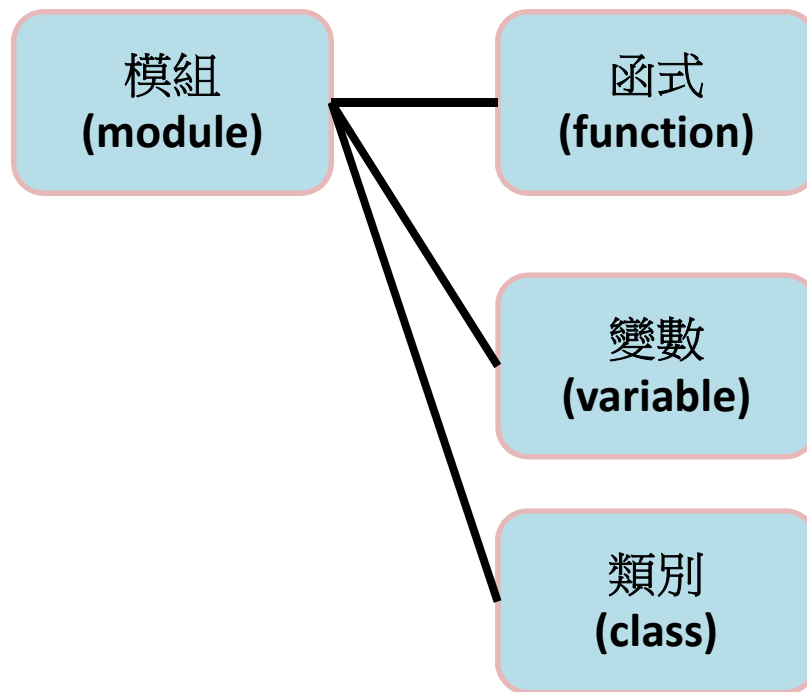 模組
(module)
函式
(function)
變數
(variable)
類別
(class)